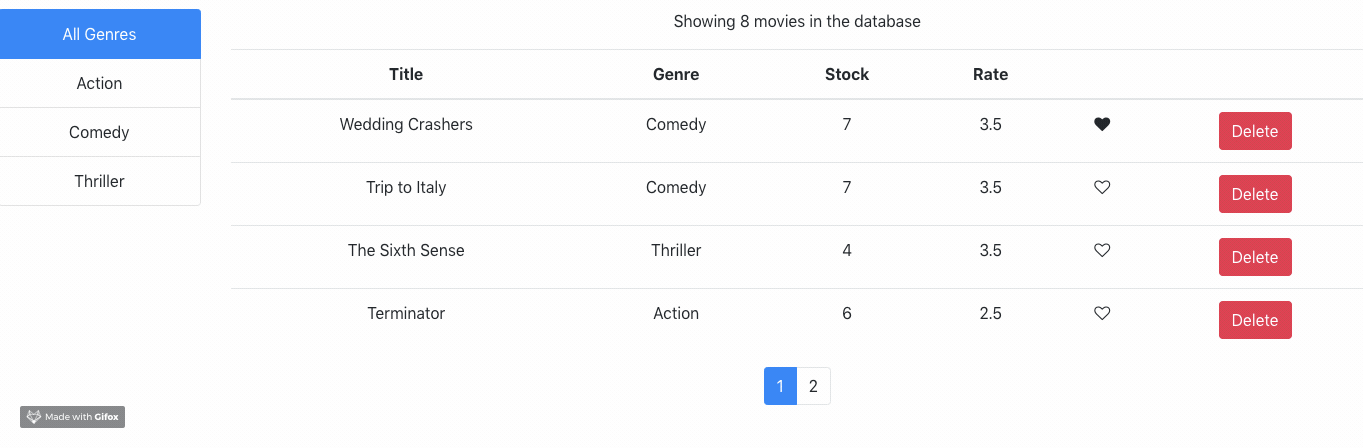 All Genres
Action
Comedy
Thriller
Showing 8 movies in the database
Title Genre Stock Rate
Wedding Crashers Comedy 7 3.5 Delete
Trip to Italy Comedy 7 3.5 Delete
The Sixth Sense Thriller 4 3.5 Delete
Terminator Action 6 2.5 Delete
1 2
Made with Gifox